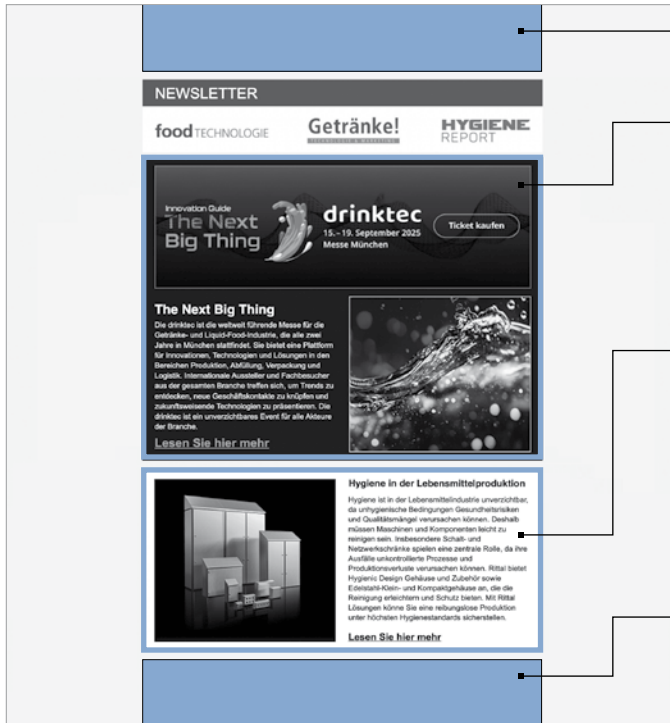 NEWSLETTER
food TECHNOLOGIE
Getränke!
TECHNOLOGIE & MARKETING
HYGIENE
REPORT
Innovation Guide
The Next
Big Thing
drinktec
15.–19. September 2025
Messe München
Ticket kaufen
The Next Big Thing
Die drinktec ist die weltweit führende Messe für die
Getränke- und Liquid-Food-Industrie, die alle zwei
Jahre in München stattfindet. Sie bietet eine Plattform
für Innovationen, Technologien und Lösungen in den
Bereichen Produktion, Abfüllung, Verpackung und
Logistik. Internationale Aussteller und Fachbesucher
aus der gesamten Branche treffen sich, um Trends zu
entdecken, neue Geschäftskontakte zu knüpfen und
zukunftsweisende Technologien zu präsentieren. Die
drinktec ist ein unverzichtbares Event für alle Akteure
der Branche.
Lesen Sie hier mehr
Hygiene in der Lebensmittelproduktion
Hygiene ist in der Lebensmittelindustrie unverzichtbar,
da unhygienische Bedingungen Gesundheitsrisiken
und Qualitätsmängel verursachen können. Deshalb
müssen Maschinen und Komponenten leicht zu
reinigen sein. Insbesondere Schalt- und
Netzwerkschränke spielen eine zentrale Rolle, da ihre
Ausfälle unkontrollierte Prozesse und
Produktionsverluste verursachen können. Rittal bietet
Hygienic Design Gehäuse und Zubehör sowie
Edelstahl-Klein- und Kompaktgehäuse an, die die
Reinigung erleichtern und Schutz bieten. Mit Rittal
Lösungen könne Sie eine reibungslose Produktion
unter höchsten Hygienestandards sicherstellen.
Lesen Sie hier mehr